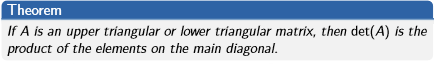 Theorem
If A is an upper triangular or lower triangular matrix, then det(A) is the
product of the elements on the main diagonal.